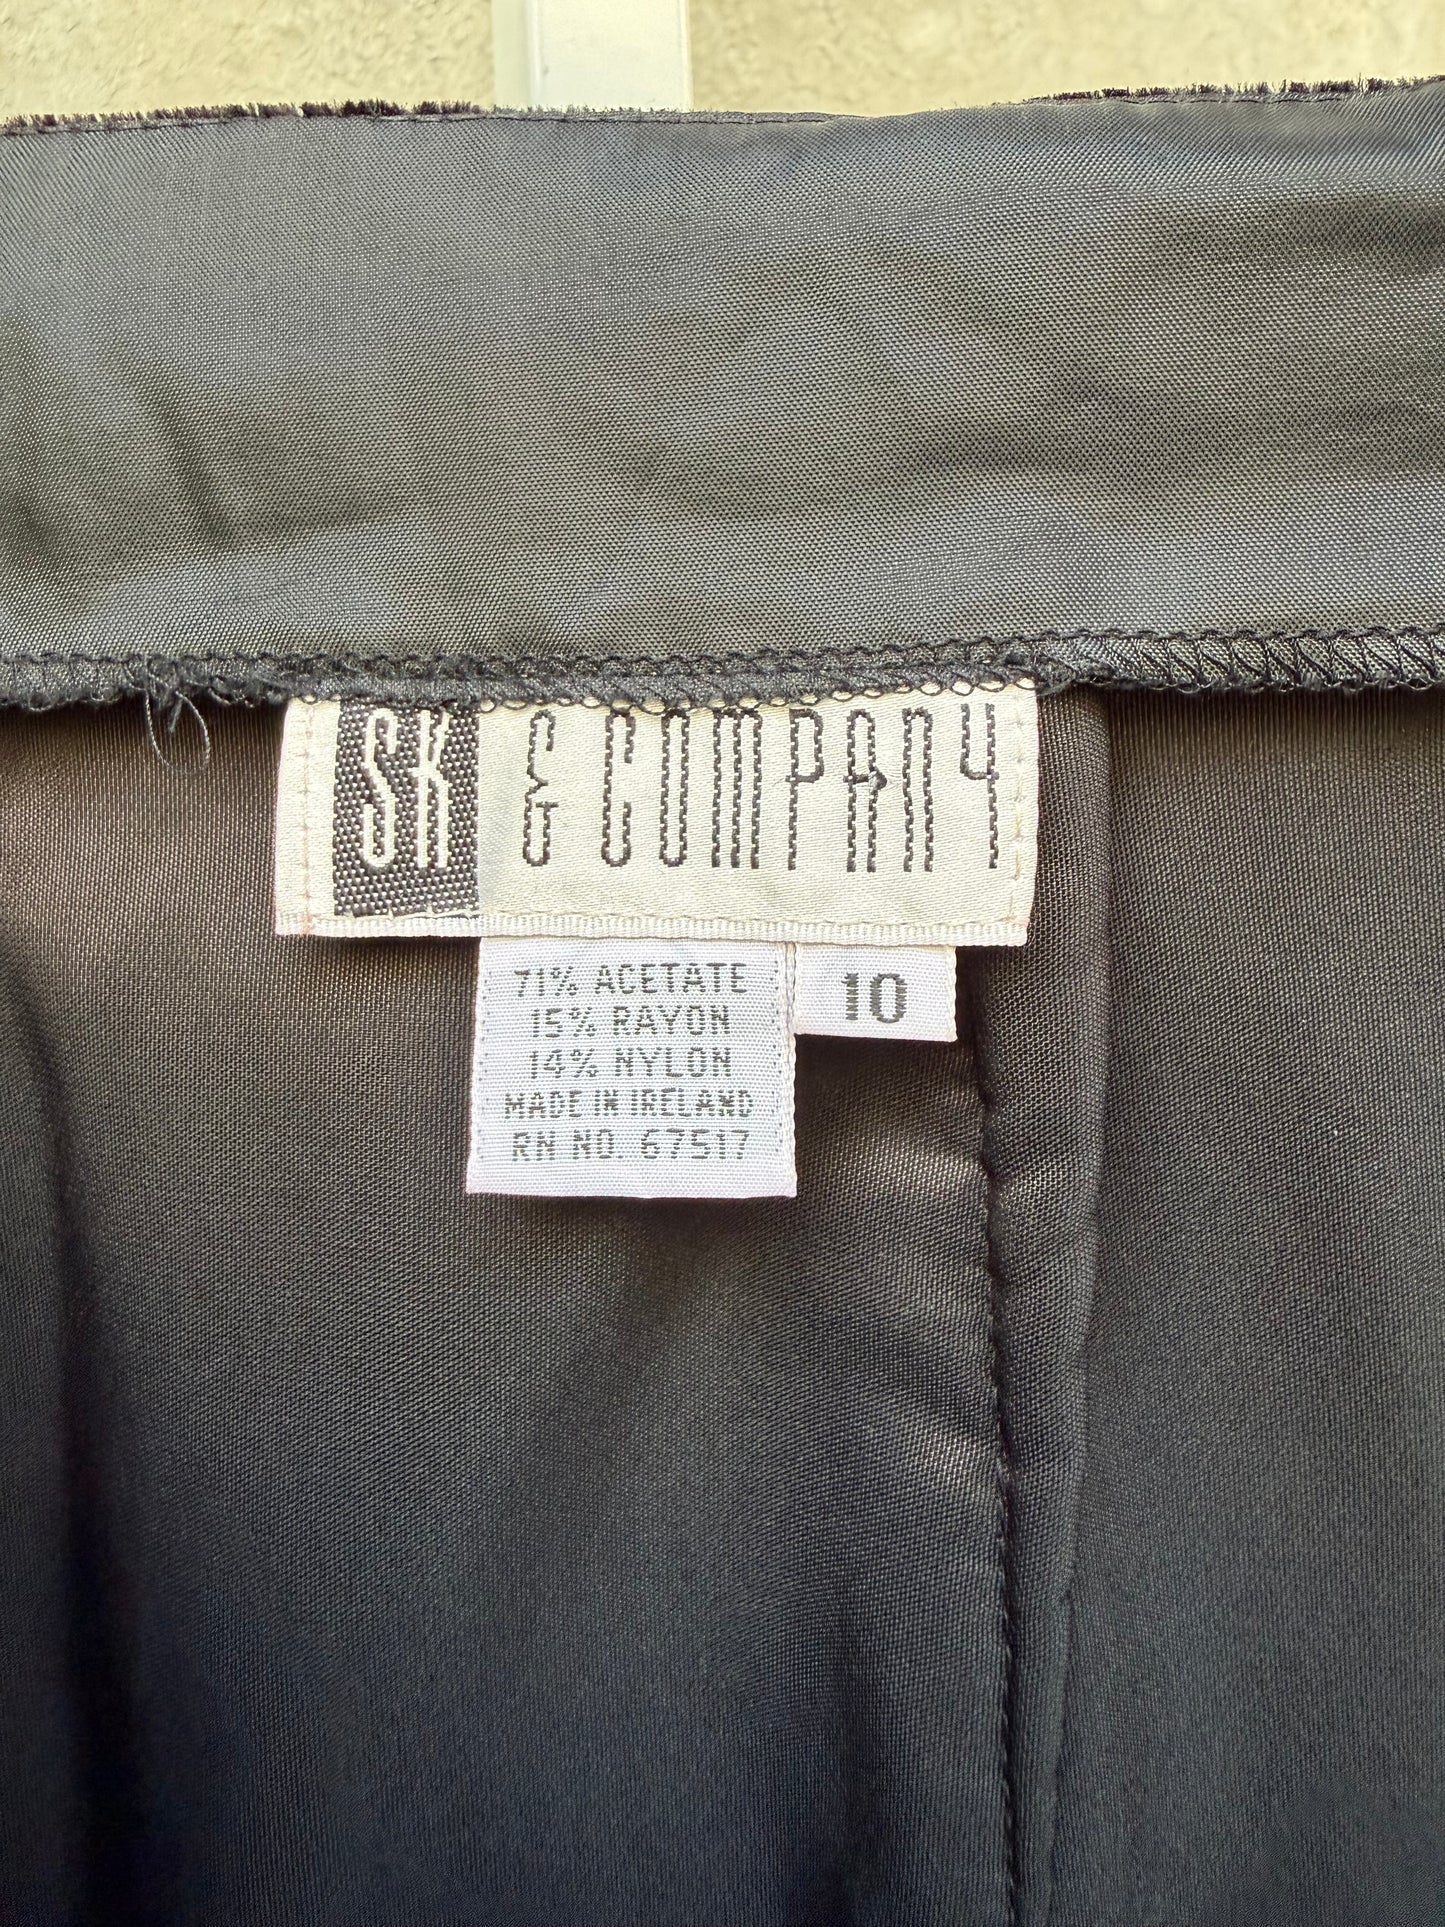 SK & COMPANY
71% ACETATE
15% RAYON
14% NYLON
MADE IN IRELAND
RN NO. 67517
10